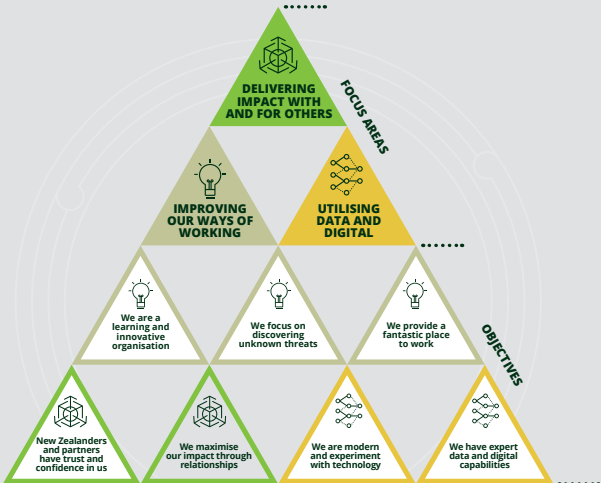 DELIVERING
IMPACT WITH
AND FOR OTHERS
FOCUS AREAS
IMPROVING
OUR WAYS OF
WORKING
UTILISING
DATA AND
DIGITAL
We are a
learning and
innovative
organisation
We focus on
discovering
unknown threats
We provide a
fantastic place
to work
OBJECTIVES
New Zealanders
and partners
have trust and
confidence in us
We maximise
our impact through
relationships
We are modern
and experiment
with technology
We have expert
data and digital
capabilities